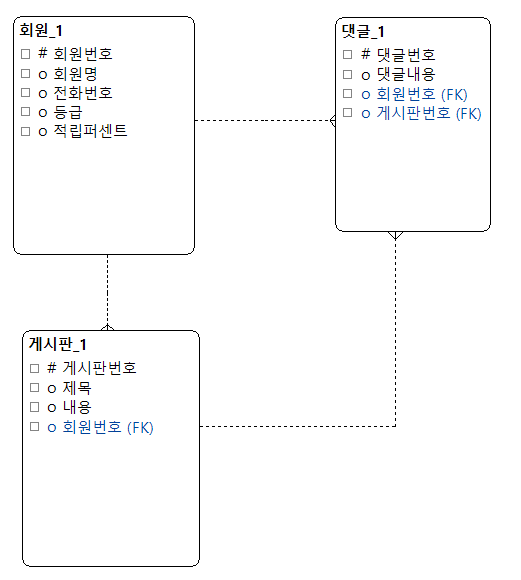 회원_1
# 회원번호
o 회원명
o 전화번호
o 등급
o 적립퍼센트
댓글_1
# 댓글번호
o 댓글내용
o 회원번호 (FK)
o 게시판번호 (FK)
게시판_1
# 게시판번호
o 제목
o 내용
o 회원번호 (FK)